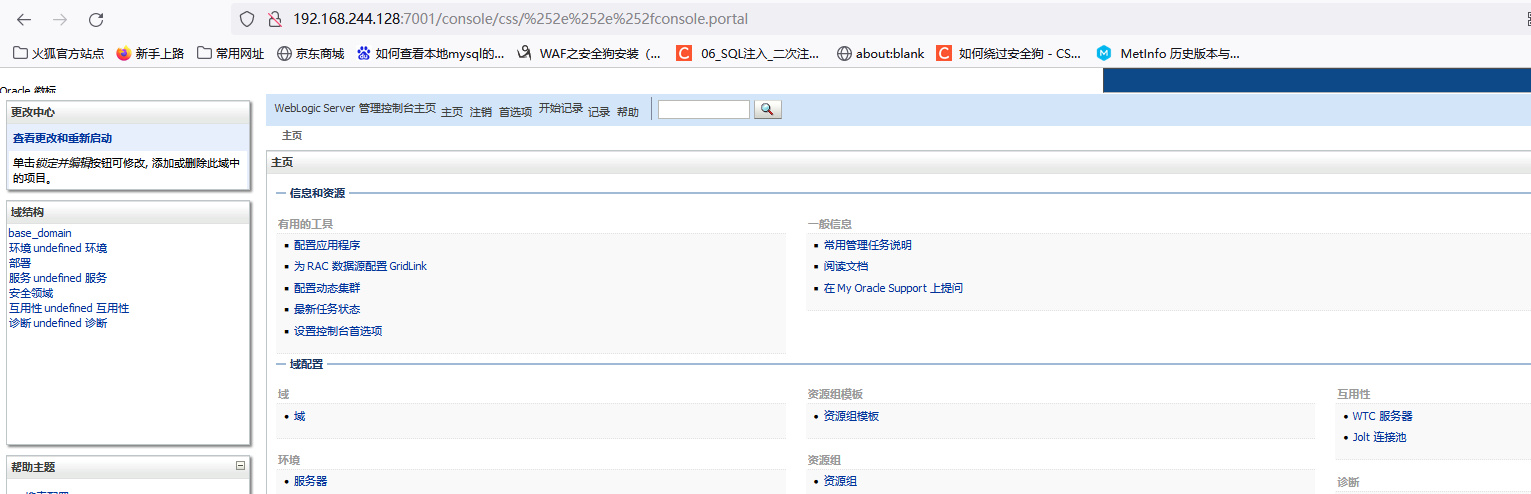 192.168.244.128:7001/console/css/%252e%252e%252fconsole.portal
火狐官方站点 新手上路 常用网址 京东商城 如何查看本地mysql的... WAF之安全狗安装（... 06_SQL注入_二次注... about:blank 如何绕过安全狗 - CS... MetInfo 历史版本与...
Oracle 徽标
更改中心
查看更改和重新启动
单击锁定并编辑按钮可修改, 添加或删除此域中
的项目。
域结构
base_domain
环境 undefined 环境
部署
服务 undefined 服务
安全领域
互用性 undefined 互用性
诊断 undefined 诊断
帮助主题
WebLogic Server 管理控制台主页 主页 注销 首选项 开始记录 记录 帮助
主页
主页
信息和资源
有用的工具
配置应用程序
为 RAC 数据源配置 GridLink
配置动态集群
最新任务状态
设置控制台首选项
一般信息
常用管理任务说明
阅读文档
在 My Oracle Support 上提问
域配置
域
域
资源组模板
资源组模板
互用性
WTC 服务器
Jolt 连接池
环境
服务器
资源组
资源组
诊断